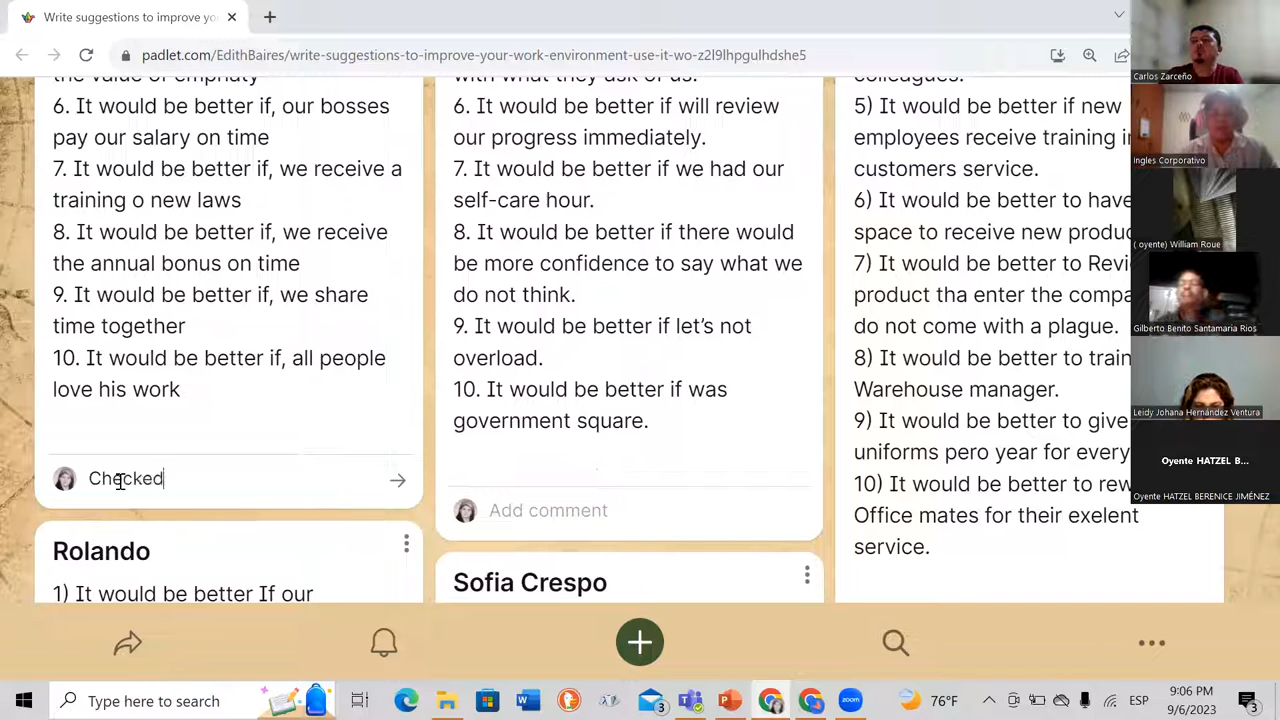 Write suggestions to improve yo
padlet.com/EdithBaires/write-suggestions-to-improve-your-work-environment-use-it-wo-z2l9lhpgulhdshe5
the value of emphaty
6. It would be better if, our bosses
pay our salary on time
7. It would be better if, we receive a
training o new laws
8. It would be better if, we receive
the annual bonus on time
9. It would be better if, we share
time together
10. It would be better if, all people
love his work
Checked
Rolando
1) It would be better If our
with what they ask of us.
6. It would be better if will review
our progress immediately.
7. It would be better if we had our
self-care hour.
8. It would be better if there would
be more confidence to say what we
do not think.
9. It would be better if let's not
overload.
10. It would be better if was
government square.
Add comment
Sofia Crespo
colleagues.
5) It would be better if new
employees receive training i
customers service.
6) It would be better to have
space to receive new produ
7) It would be better to Revi
product tha enter the compa
do not come with a plague.
8) It would be better to train
Warehouse manager.
9) It would be better to give
uniforms pero year for every
10) It would be better to rew
Office mates for their exelent
service.
Carlos Zarceño
Ingles Corporativo
( oyente) William Roue
Gilberto Benito Santamaria Rios
Leidy Johana Hernández Ventura
Oyente HATZEL B...
Oyente HATZEL BERENICE JIMÉNEZ
Type here to search
3
76°F
ESP
9:06 PM
9/6/2023
3